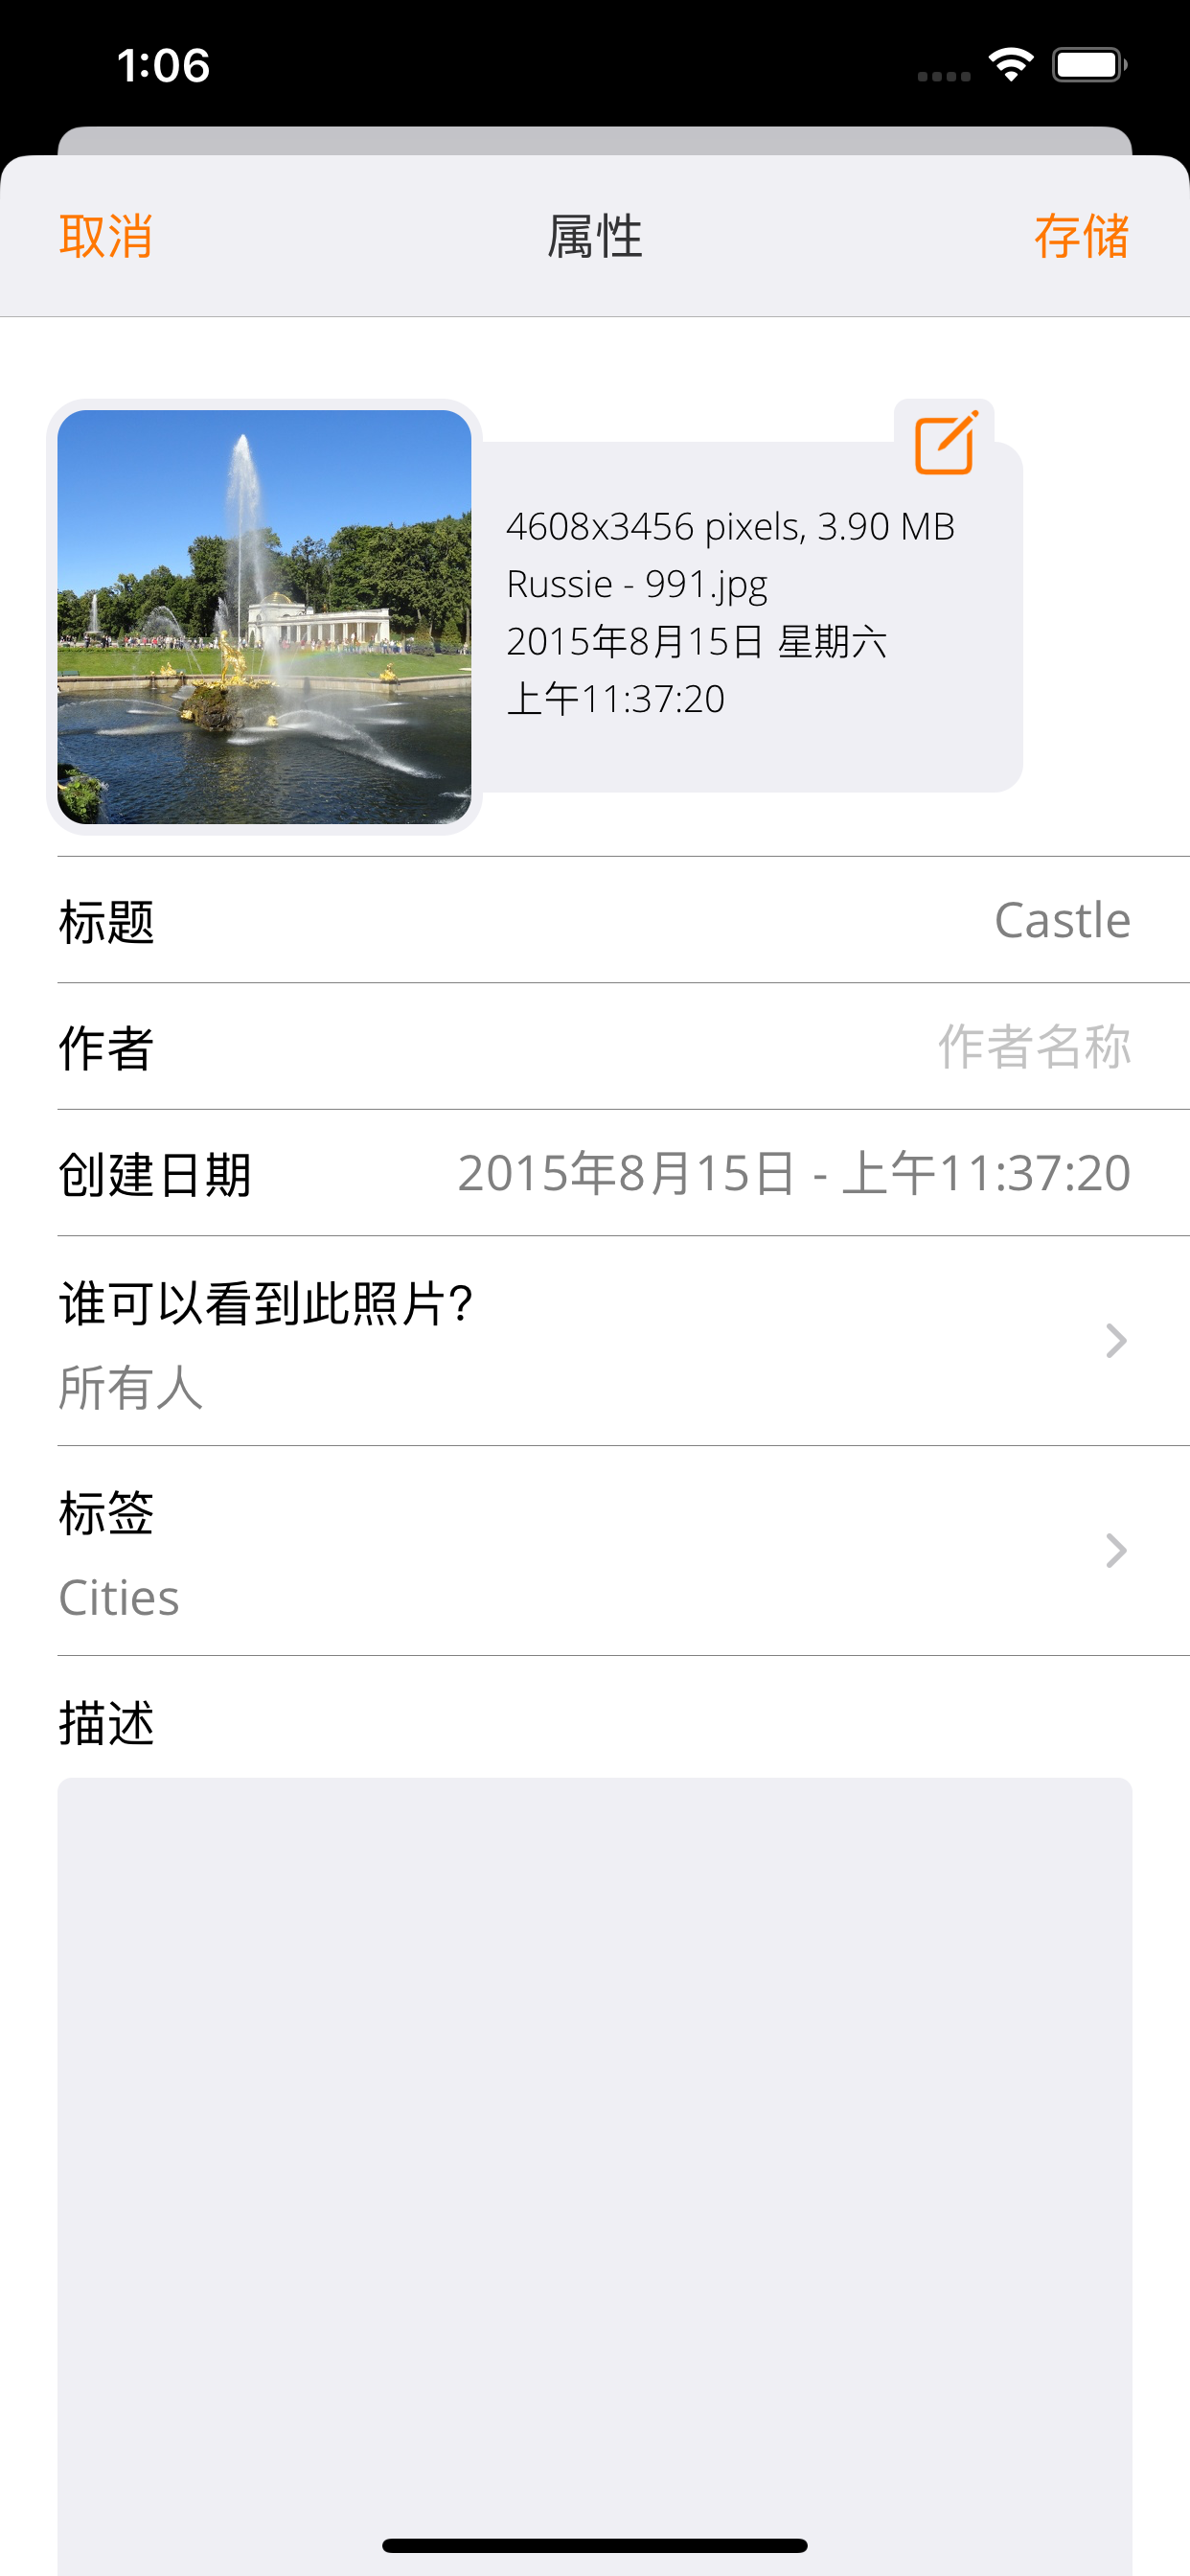 1:06
取消
属性
存储
4608x3456 pixels, 3.90 MB
Russie - 991.jpg
2015年8月15日 星期六
上午11:37:20
标题
Castle
作者
作者名称
创建日期
2015年8月15日 - 上午11:37:20
谁可以看到此照片?
所有人
标签
Cities
描述